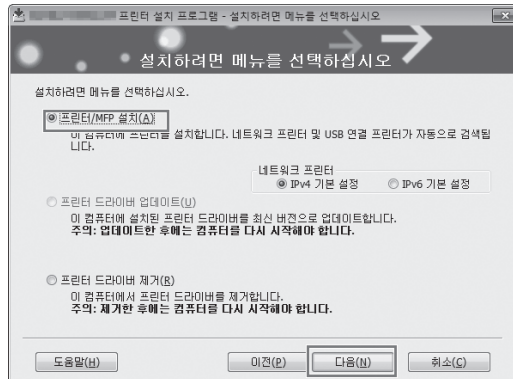 프린터 설치 프로그램 - 설치하려면 메뉴를 선택하십시오
설치하려면 메뉴를 선택하십시오
설치하려면 메뉴를 선택하십시오.
프린터/MFP 설치(A)
이 컴퓨터에 프린터를 설치합니다. 네트워크 프린터 및 USB 연결 프린터가 자동으로 검색됩
니다.
네트워크 프린터
IPv4 기본 설정 IPv6 기본 설정
프린터 드라이버 업데이트(U)
이 컴퓨터에 설치된 프린터 드라이버를 최신 버전으로 업데이트합니다.
주의: 업데이트한 후에는 컴퓨터를 다시 시작해야 합니다.
프린터 드라이버 제거(R)
이 컴퓨터에서 프린터 드라이버를 제거합니다.
주의: 제거한 후에는 컴퓨터를 다시 시작해야 합니다.
도움말(H) 이전(P) 다음(N) 취소(C)